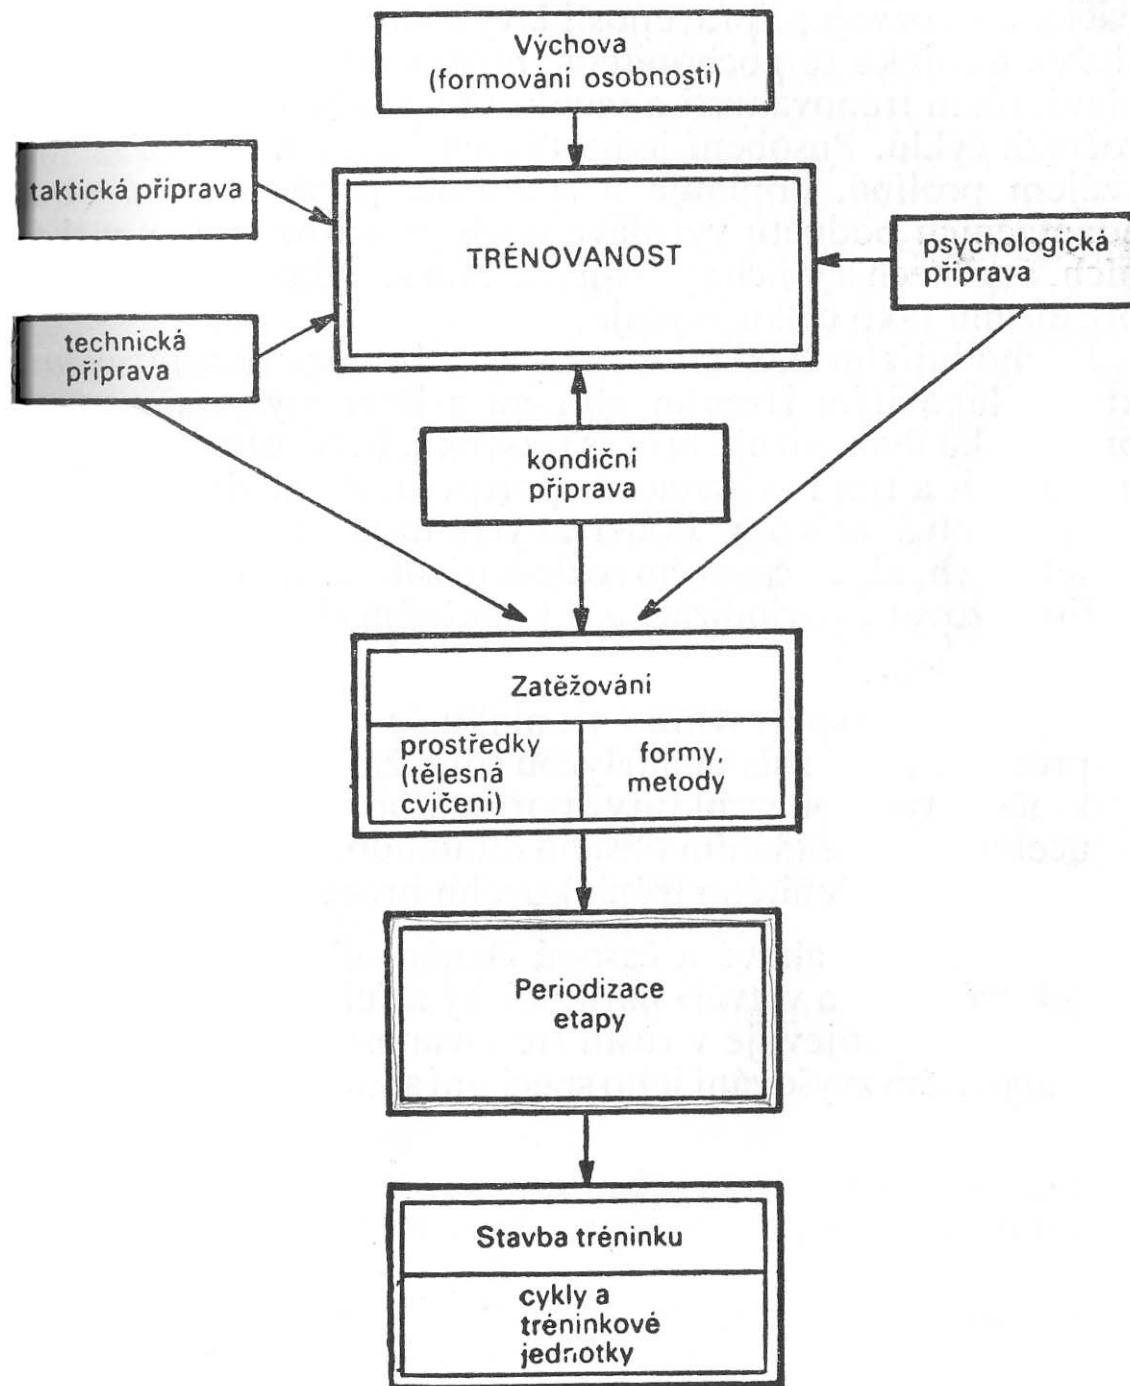 Výchova
(formování osobnosti)
taktická příprava
TRÉNOVANOST
psychologická
příprava
technická
příprava
kondiční
příprava
Zatěžování
prostředky
(tělesná
cvičení)
formy,
metody
Periodizace
etapy
Stavba tréninku
cykly a
tréninkové
jednotky